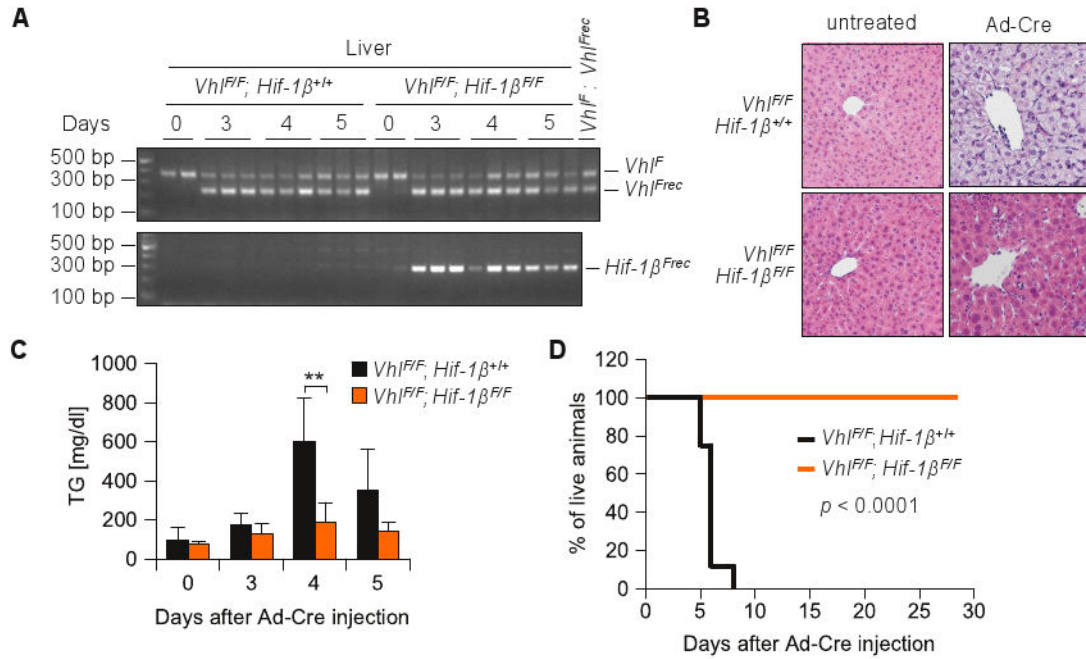 A
Liver
Vhl^F/F; Hif-1β^+/+
Vhl^F/F; Hif-1β^F/F
Vhl^F : Vhl^Frec
Days
0 3 4 5 0 3 4 5
500 bp
300 bp
100 bp
Vhl^F
Vhl^Frec
500 bp
300 bp
100 bp
Hif-1β^Frec
B
untreated
Ad-Cre
Vhl^F/F
Hif-1β^+/+
Vhl^F/F
Hif-1β^F/F
C
TG [mg/dl]
1000
800
600
400
200
0
**
Vhl^F/F; Hif-1β^+/+
Vhl^F/F; Hif-1β^F/F
0 3 4 5
Days after Ad-Cre injection
D
% of live animals
120
100
80
60
40
20
0
Vhl^F/F; Hif-1β^+/+
Vhl^F/F; Hif-1β^F/F
p < 0.0001
0 5 10 15 20 25 30
Days after Ad-Cre injection